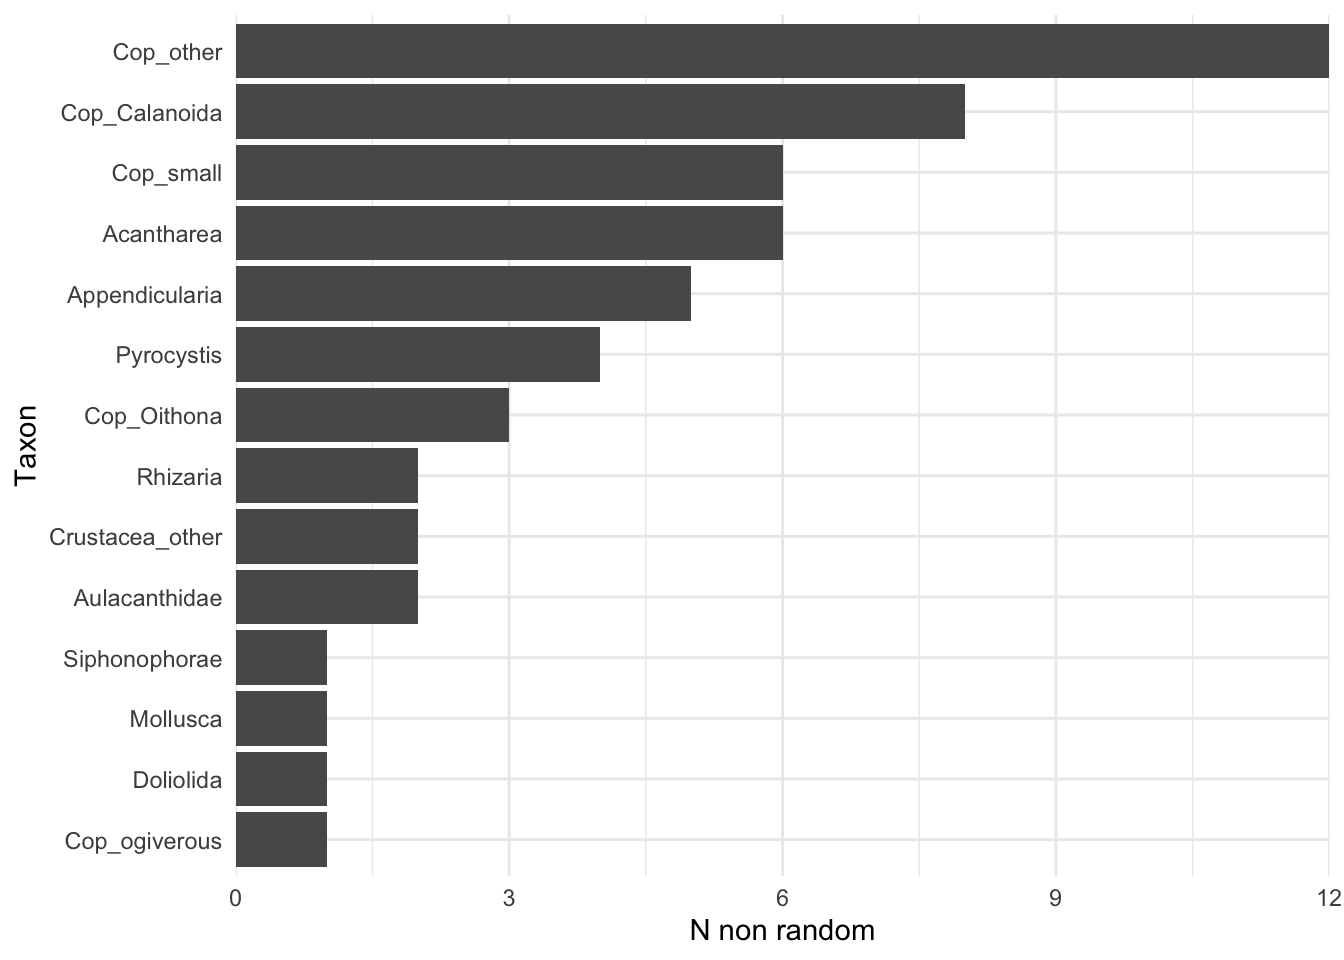 Cop_other
Cop_Calanoida
Cop_small
Acantharea
Appendicularia
Pyrocystis
Cop_Oithona
Rhizaria
Crustacea_other
Aulacanthidae
Siphonophorae
Mollusca
Doliolida
Cop_ogiverous
Taxon
0 3 6 9 12
N non random